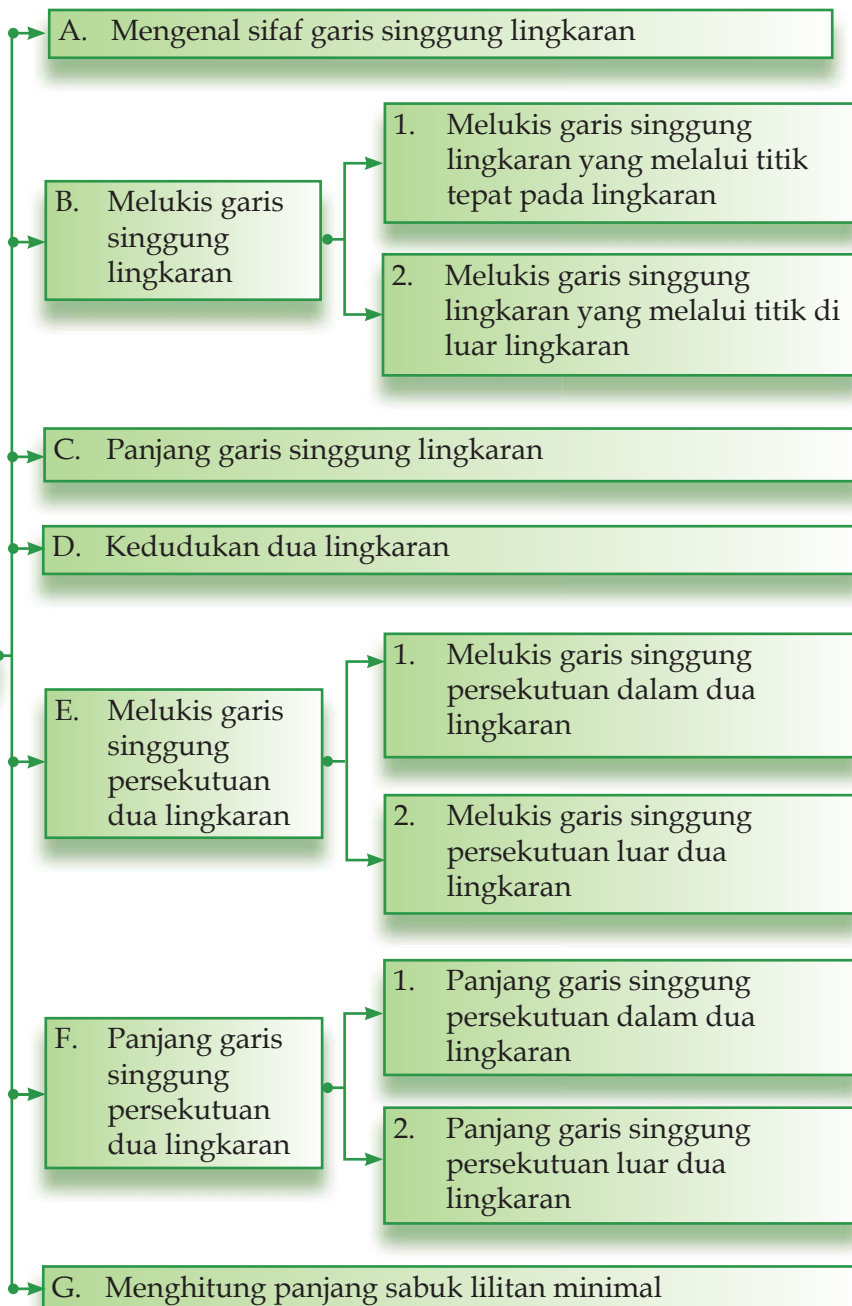 A. Mengenal sifaf garis singgung lingkaran
B. Melukis garis
singgung
lingkaran
1. Melukis garis singgung
lingkaran yang melalui titik
tepat pada lingkaran
2. Melukis garis singgung
lingkaran yang melalui titik di
luar lingkaran
C. Panjang garis singgung lingkaran
D. Kedudukan dua lingkaran
E. Melukis garis
singgung
persekutuan
dua lingkaran
1. Melukis garis singgung
persekutuan dalam dua
lingkaran
2. Melukis garis singgung
persekutuan luar dua
lingkaran
F. Panjang garis
singgung
persekutuan
dua lingkaran
1. Panjang garis singgung
persekutuan dalam dua
lingkaran
2. Panjang garis singgung
persekutuan luar dua
lingkaran
G. Menghitung panjang sabuk lilitan minimal